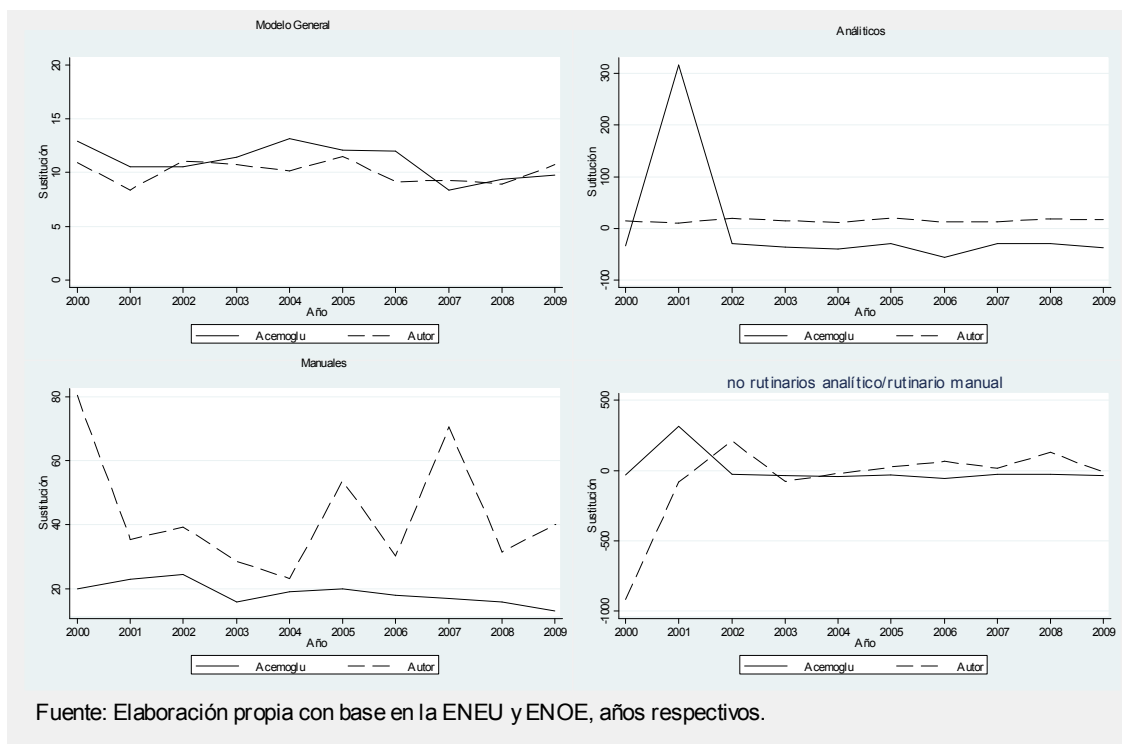 Modelo General
Sustitución
20
15
10
5
0
2000 2001 2002 2003 2004 2005 2006 2007 2008 2009
Año
Acemoglu Autor
Análiticos
Sutitución
300
200
100
0
-100
2000 2001 2002 2003 2004 2005 2006 2007 2008 2009
Año
Acemoglu Autor
Manuales
Sustitución
80
60
40
20
2000 2001 2002 2003 2004 2005 2006 2007 2008 2009
Año
Acemoglu Autor
no rutinarios analítico/rutinario manual
Sustitución
500
0
-500
-1000
2000 2001 2002 2003 2004 2005 2006 2007 2008 2009
Año
Acemoglu Autor
Fuente: Elaboración propia con base en la ENEU y ENOE, años respectivos.